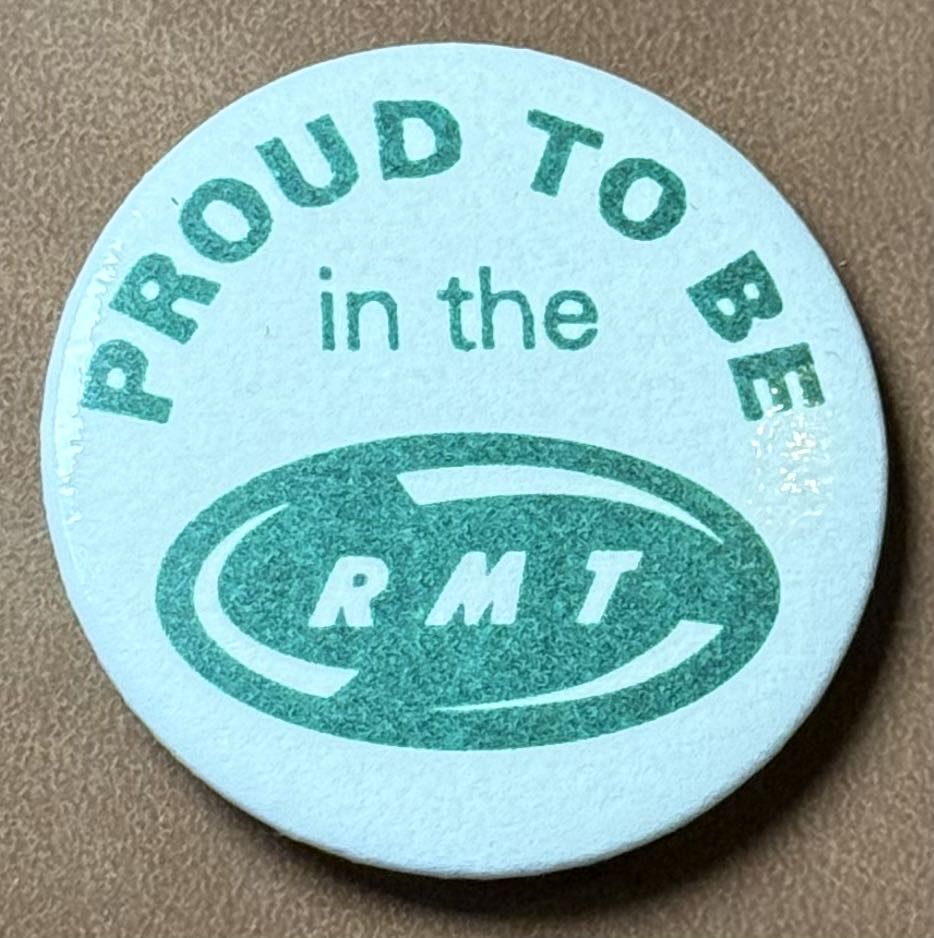 PROUD TO BE
in the
RMT